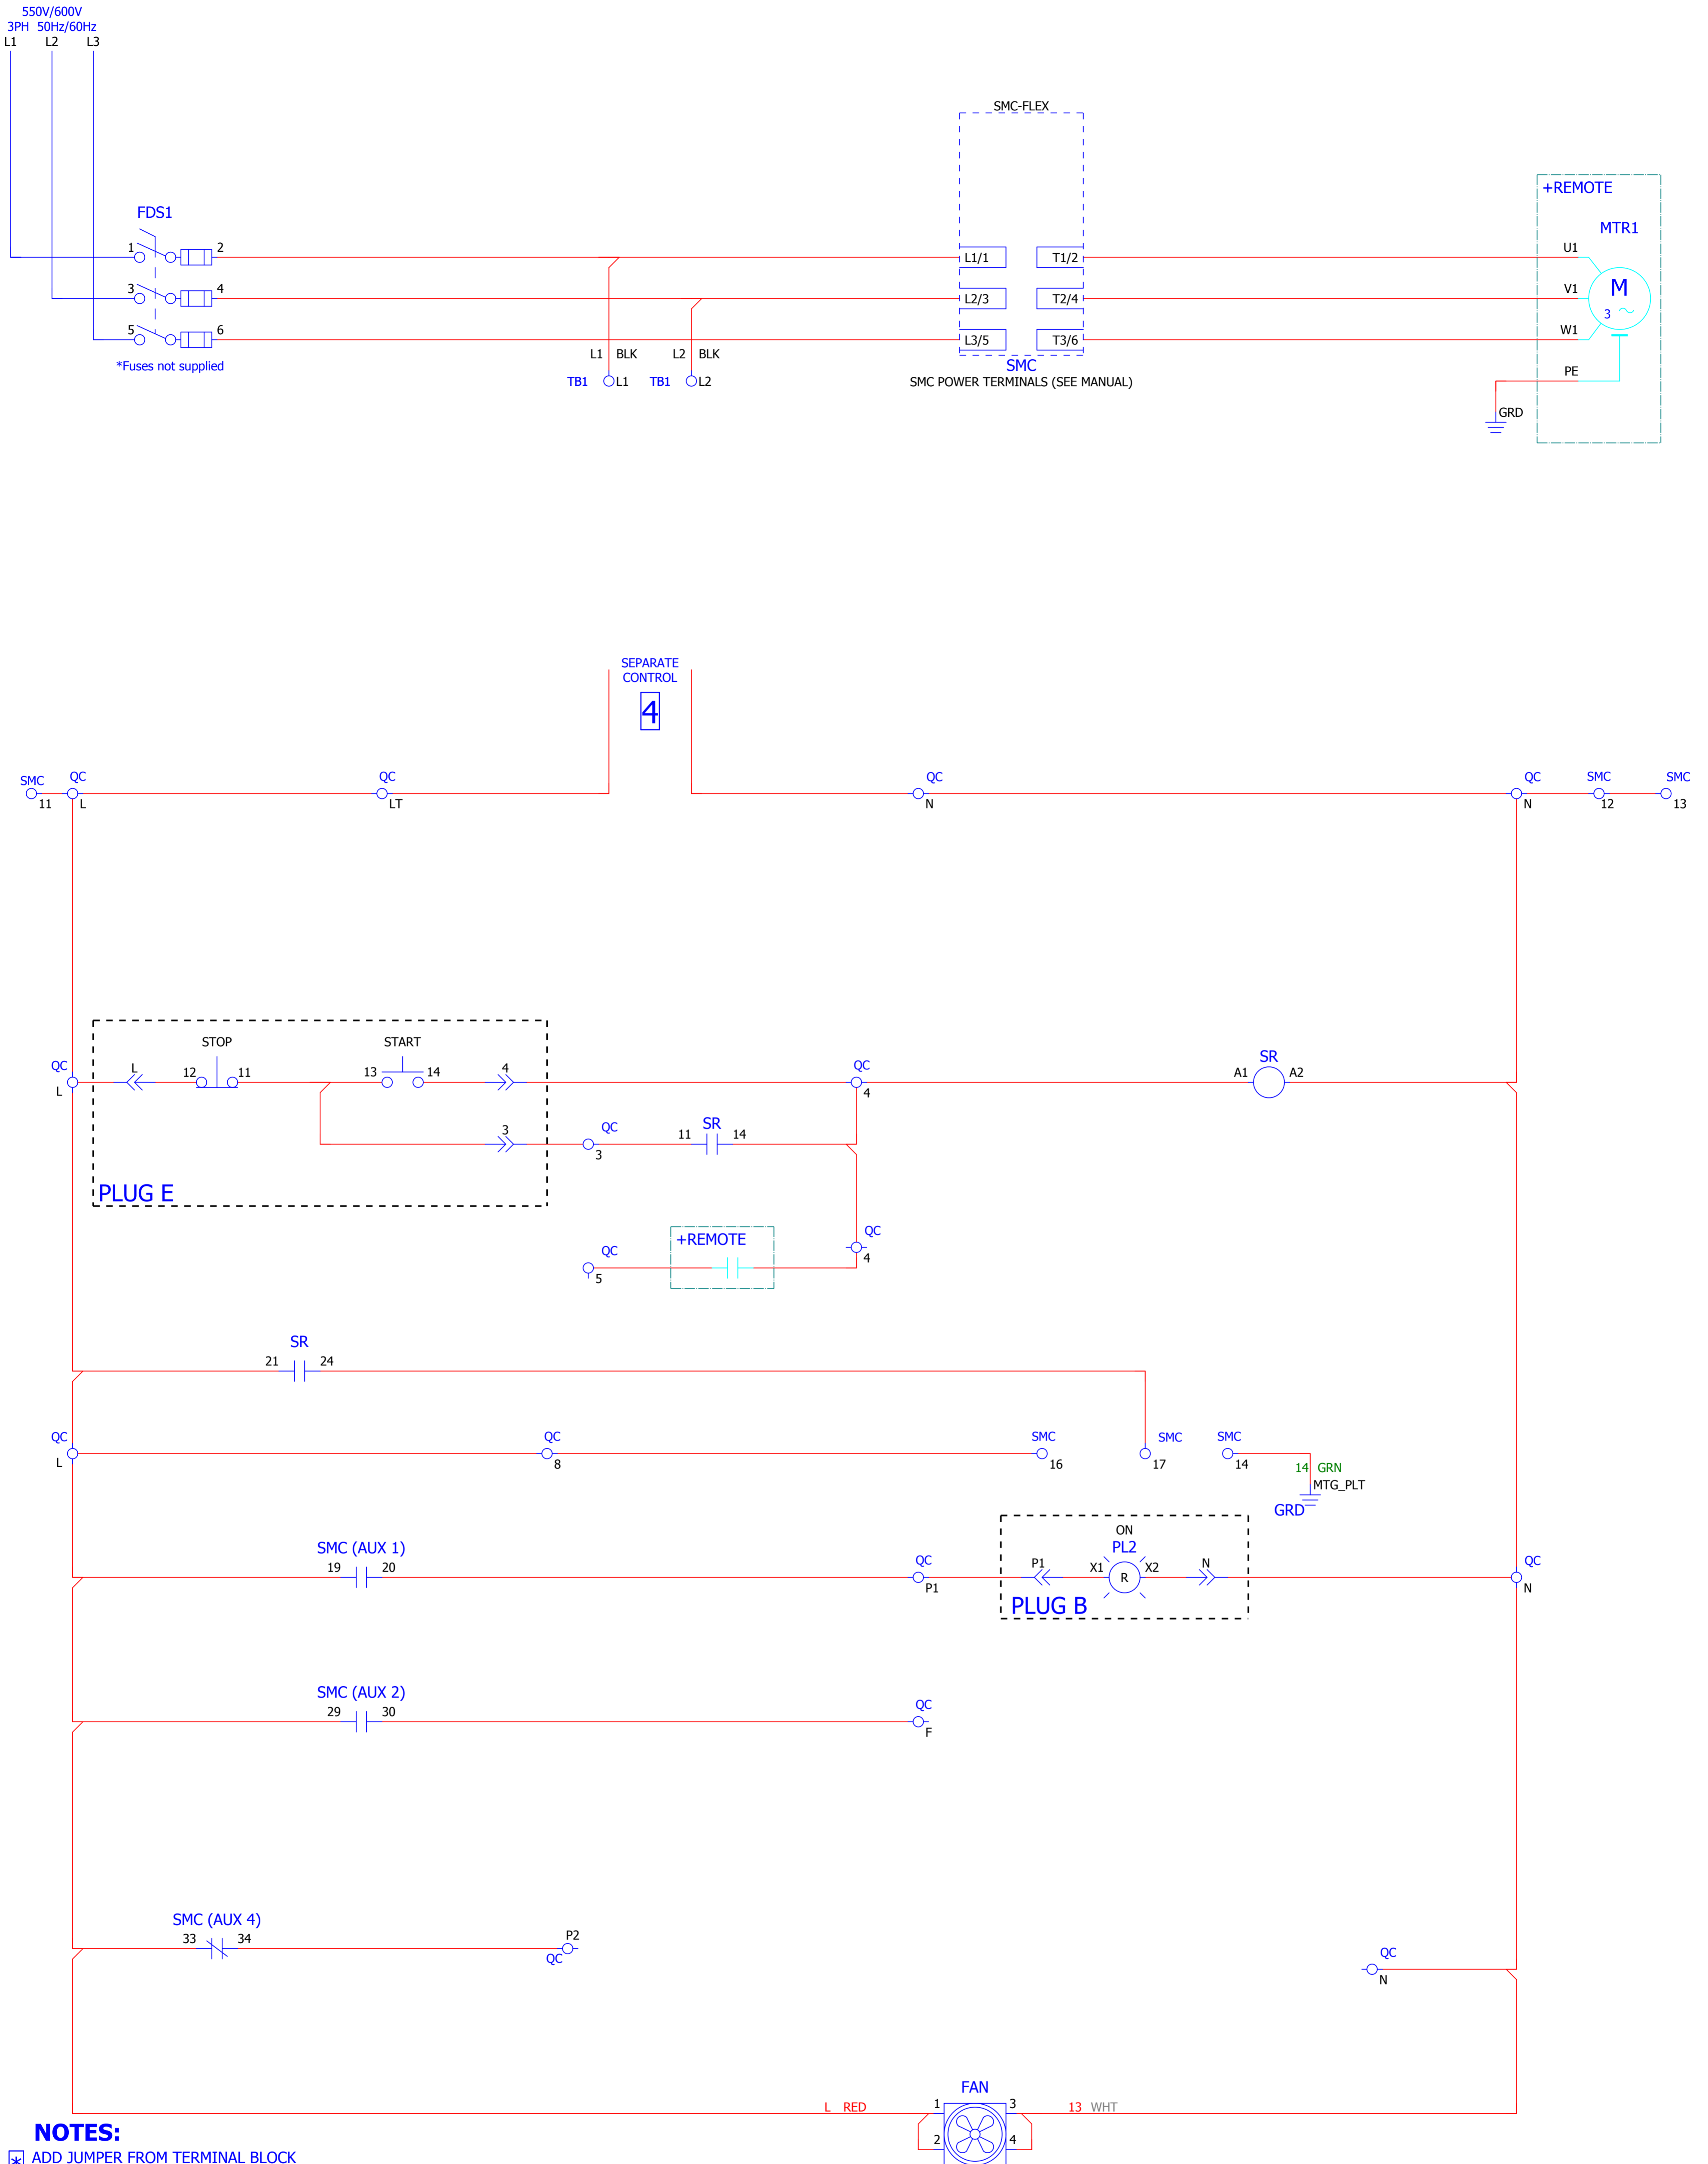 550V/600V
3PH 50Hz/60Hz
L1 L2 L3
SMC-FLEX
+REMOTE
MTR1
FDS1
1 2 L1/1 T1/2 U1
3 4 L2/3 T2/4 V1
M
3
5 6 L3/5 T3/6 W1
*Fuses not supplied
L1 BLK L2 BLK
SMC
PE
TB1 L1 TB1 L2
SMC POWER TERMINALS (SEE MANUAL)
GRD
SEPARATE
CONTROL
4
SMC QC QC QC QC SMC SMC
11 L LT N N 12 13
STOP START
QC L 12 11 13 14 4 QC SR
L 4 A1 A2
3 QC 11 SR 14
3
PLUG E
QC +REMOTE QC
5 4
SR
21 24
QC QC SMC SMC SMC
L 8 16 17 14
14 GRN
MTG_PLT
GRD
ON
SMC (AUX 1) PL2
19 20 QC P1 X1 R X2 N QC
P1 N
PLUG B
SMC (AUX 2)
29 30 QC
F
SMC (AUX 4)
33 34 P2
QC
QC
N
FAN
L RED 1 3 13 WHT
2 4
NOTES:
* ADD JUMPER FROM TERMINAL BLOCK